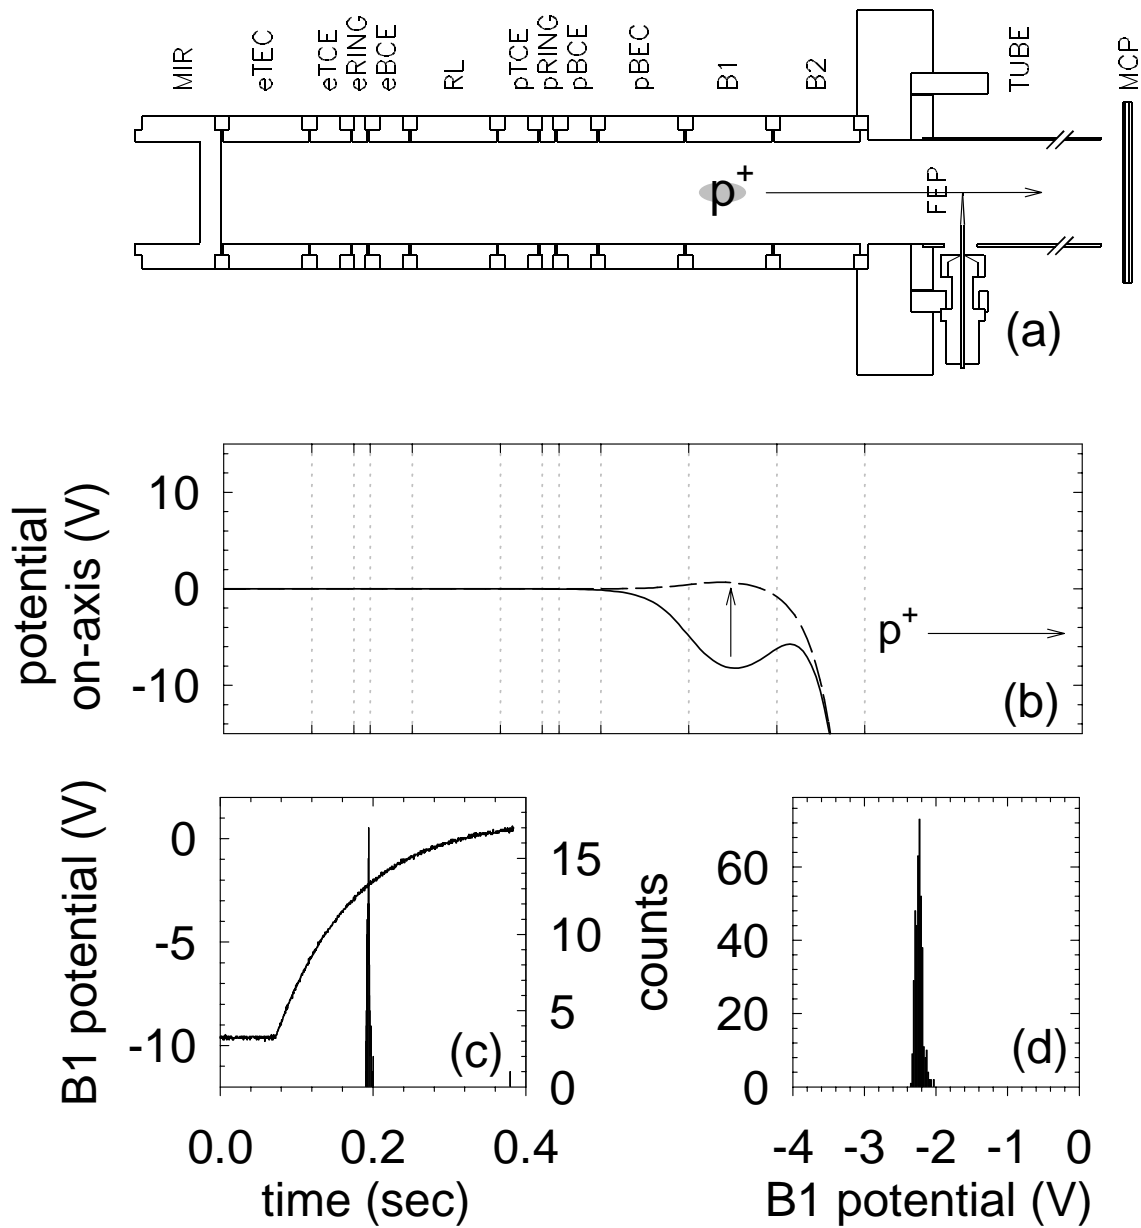 MIR
eTEC
eTCE
eRING
eBCE
RL
pTCE
pRING
pBCE
pBEC
B1
B2
TUBE
MCP
p+
FEP
(a)
potential
on-axis (V)
10
0
-10
p+
(b)
B1 potential (V)
0
-5
-10
(c)
15
10
5
0
0.0 0.2 0.4
time (sec)
counts
60
40
20
0
(d)
-4 -3 -2 -1 0
B1 potential (V)